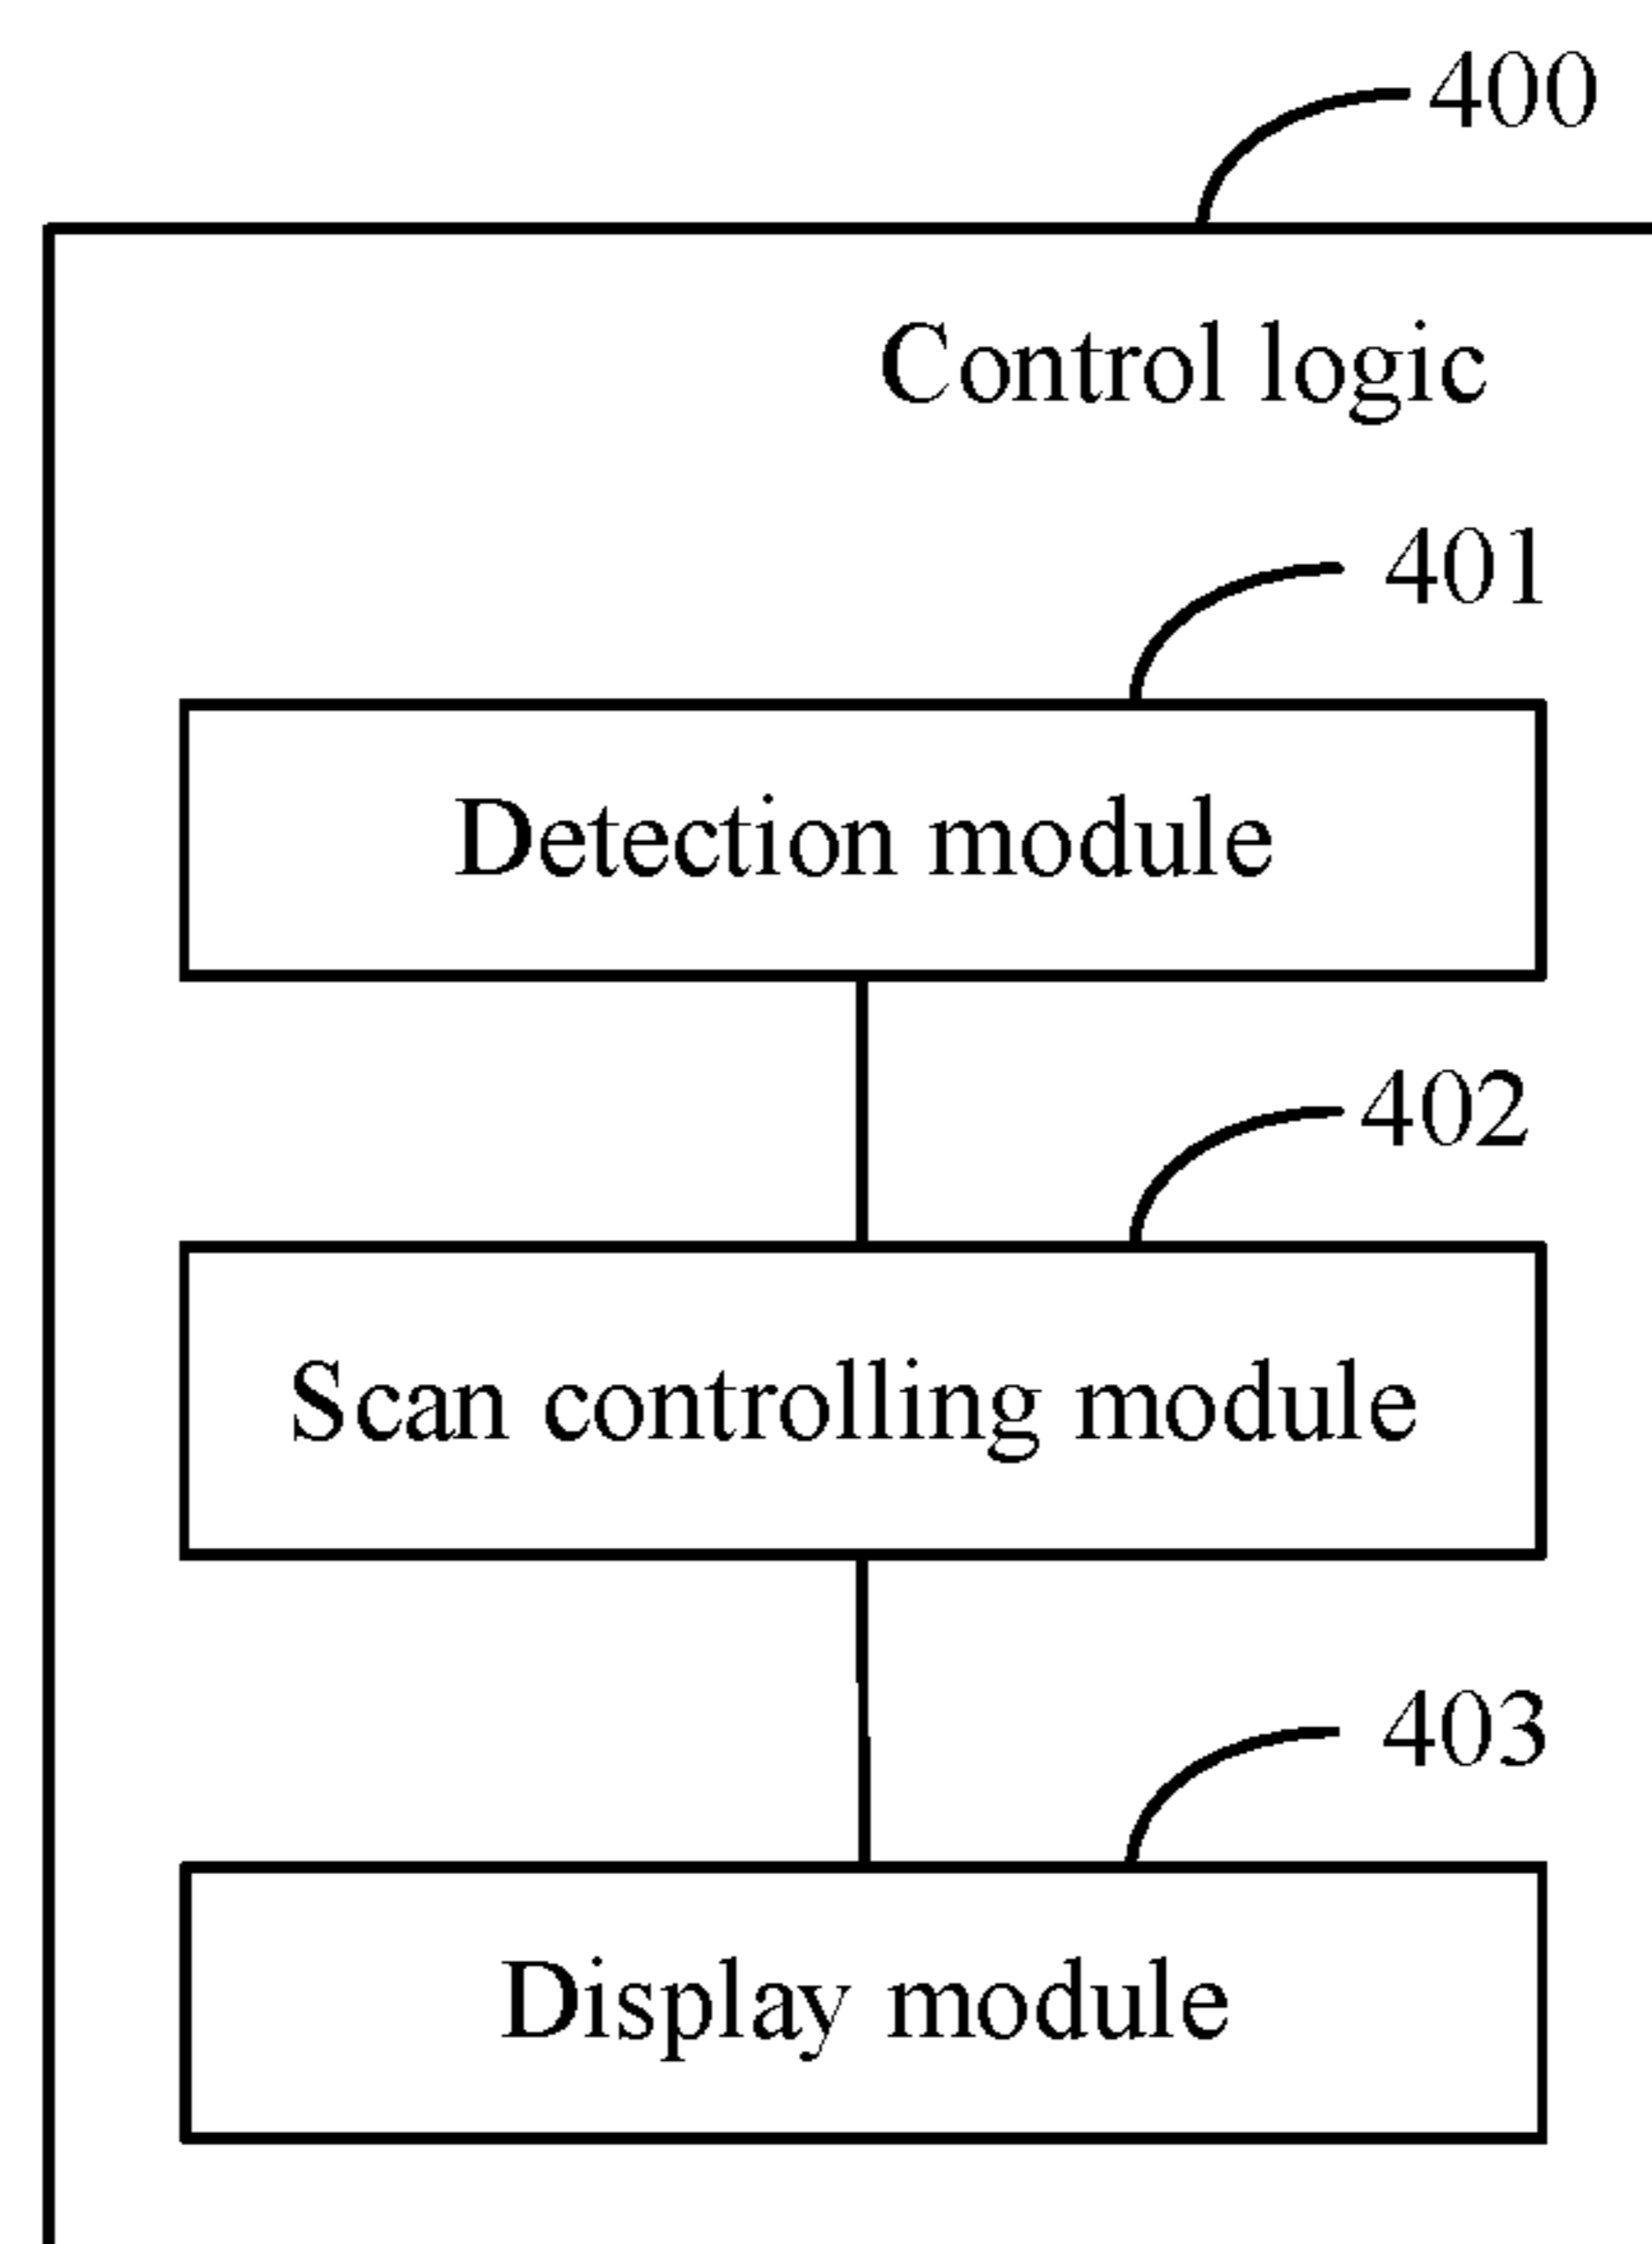 400
Control logic
401
Detection module
402
Scan controlling module
403
Display module